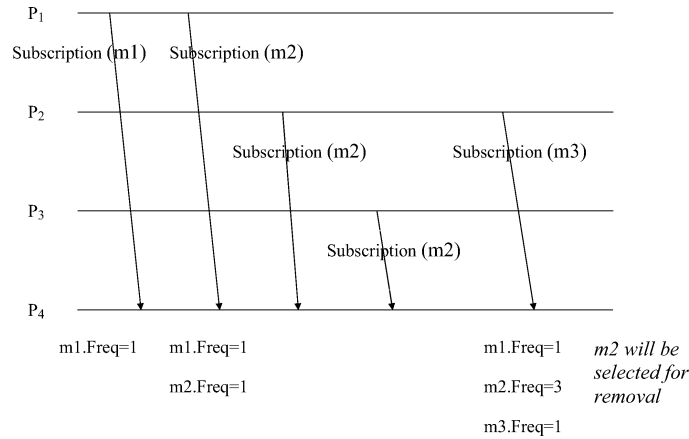 P1
Subscription (m1) Subscription (m2)
P2
Subscription (m2) Subscription (m3)
P3
Subscription (m2)
P4
m1.Freq=1 m1.Freq=1 m1.Freq=1 m2 will be
selected for
m2.Freq=1 m2.Freq=3 removal
m3.Freq=1